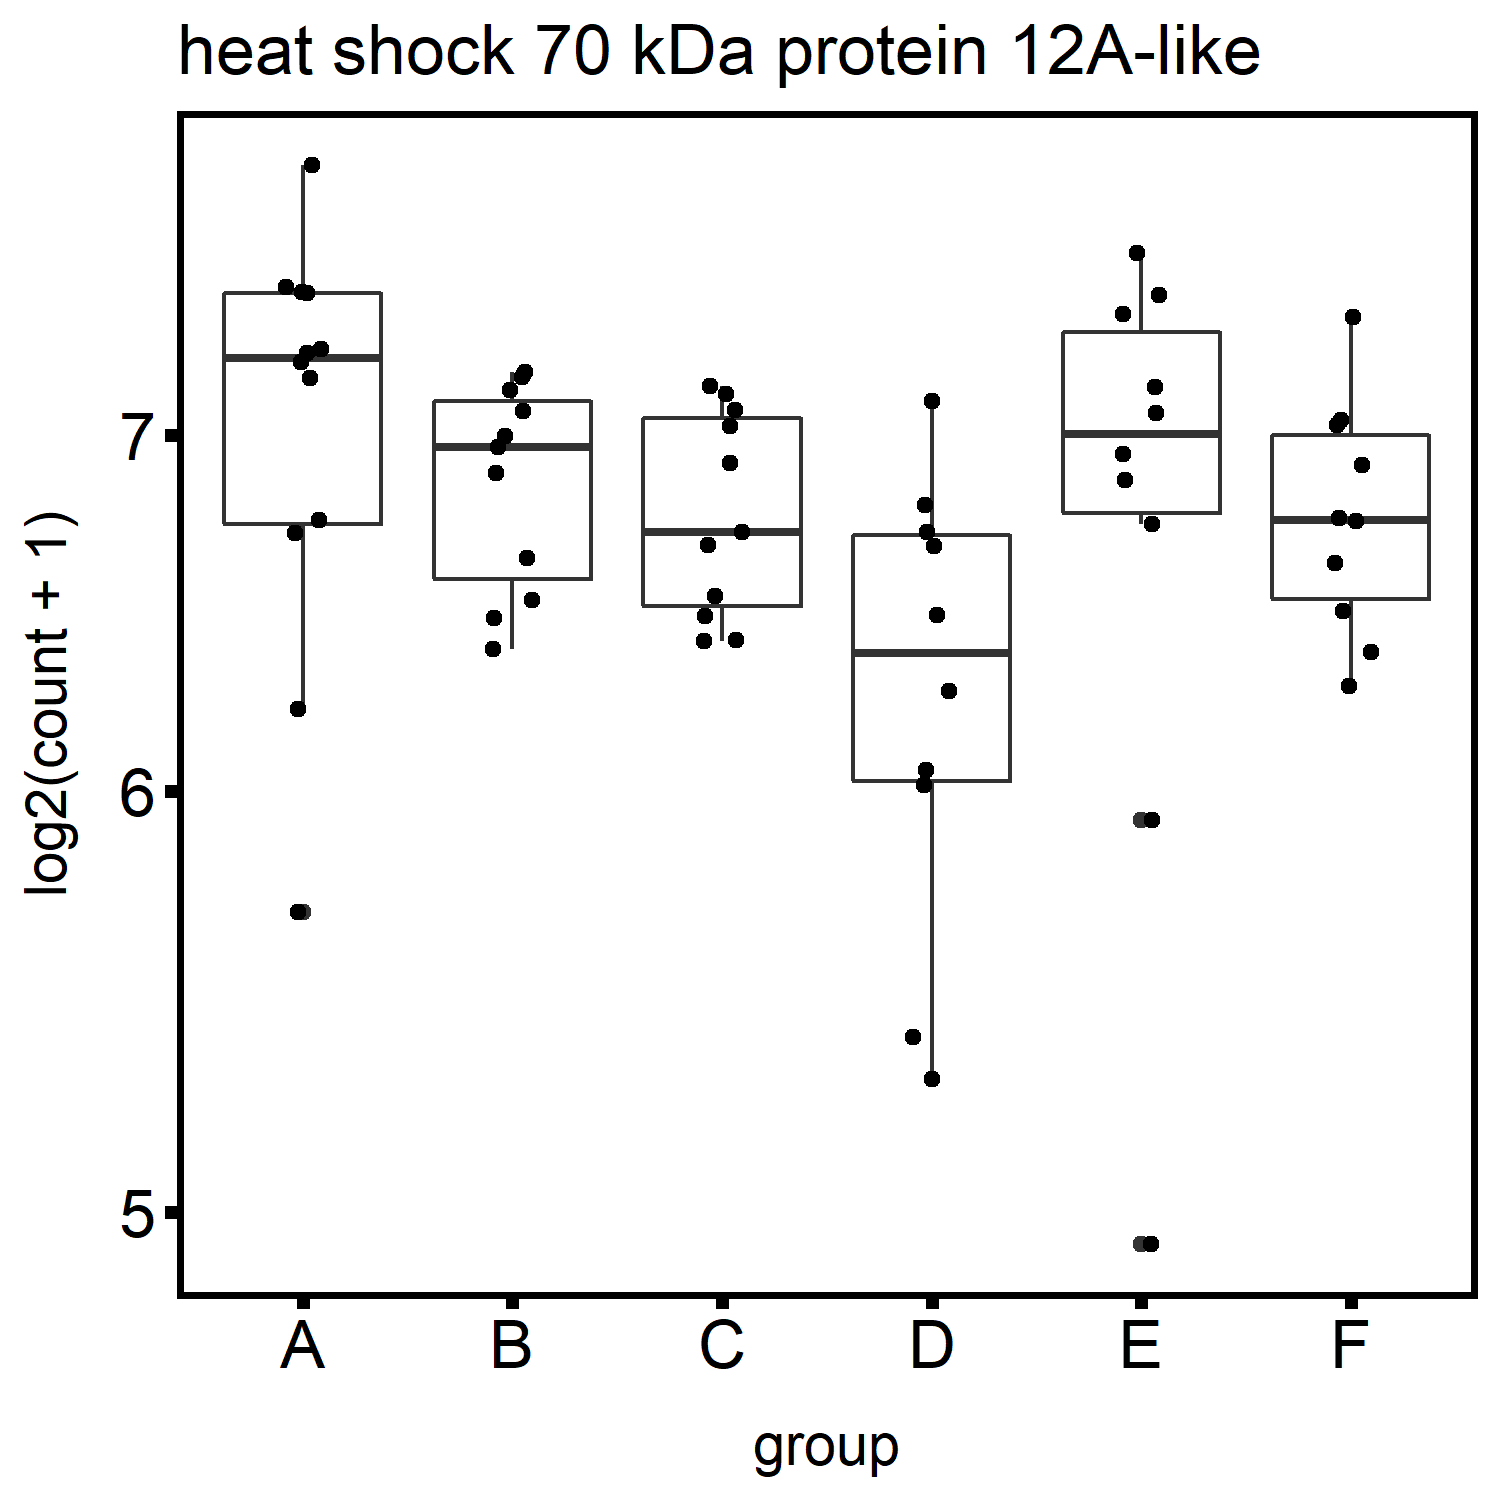 heat shock 70 kDa protein 12A-like
log2(count + 1)
7
6
5
A B C D E F
group